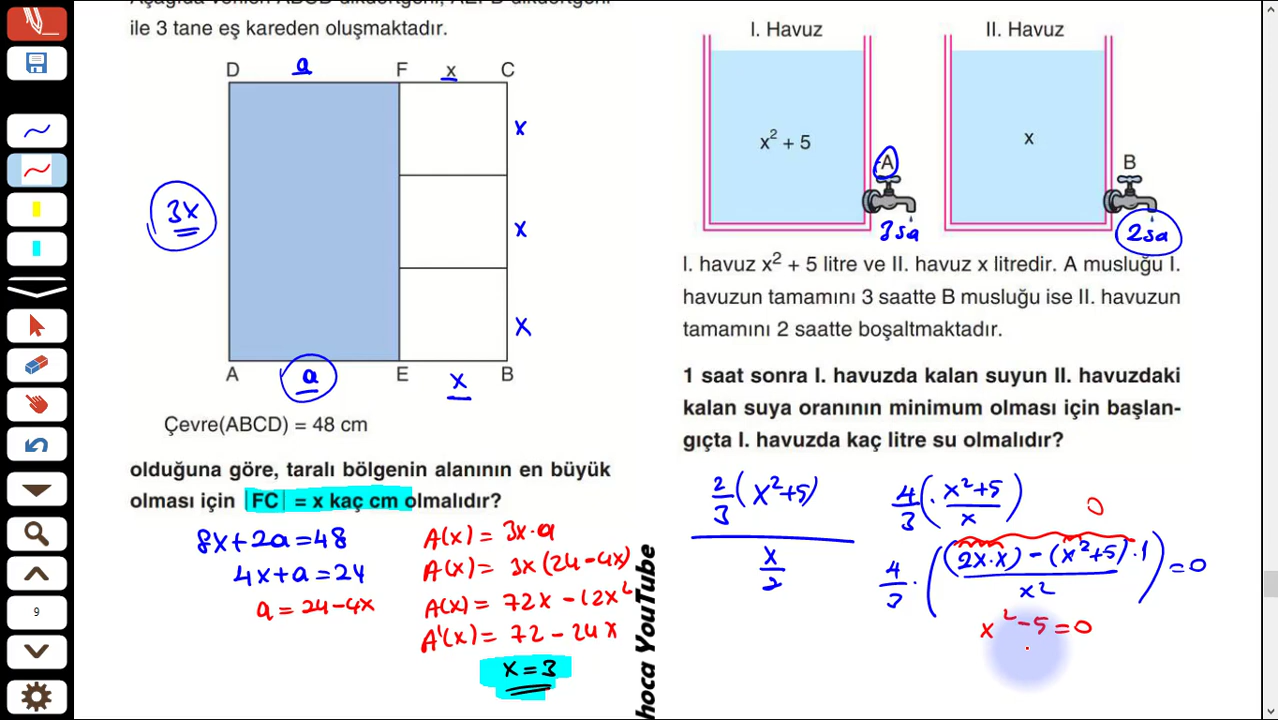 Aşağıda verilen ABCD dikdörtgeni, AEFD dikdörtgeni
ile 3 tane eş kareden oluşmaktadır.
D
a
F
x
C
x
3x
x
x
A
a
E
x
B
Çevre(ABCD) = 48 cm
olduğuna göre, taralı bölgenin alanının en büyük
olması için |FC| = x kaç cm olmalıdır?
8x+2a=48
4x+a=24
a=24-4x
A(x) = 3x·a
A(x) = 3x(24-4x)
A(x) = 72x-12x²
A'(x) = 72-24x
x=3
hoca YouTube
I. Havuz
II. Havuz
x² + 5
x
A
B
3sa
2sa
I. havuz x² + 5 litre ve II. havuz x litredir. A musluğu I.
havuzun tamamını 3 saatte B musluğu ise II. havuzun
tamamını 2 saatte boşaltmaktadır.
1 saat sonra I. havuzda kalan suyun II. havuzdaki
kalan suya oranının minimum olması için başlan-
gıçta I. havuzda kaç litre su olmalıdır?
2/3(x²+5)
x/2
4/3(·x²+5/x)
0
4/3·((2x·x)-(x²+5)·1/x²)=0
x²-5=0
9